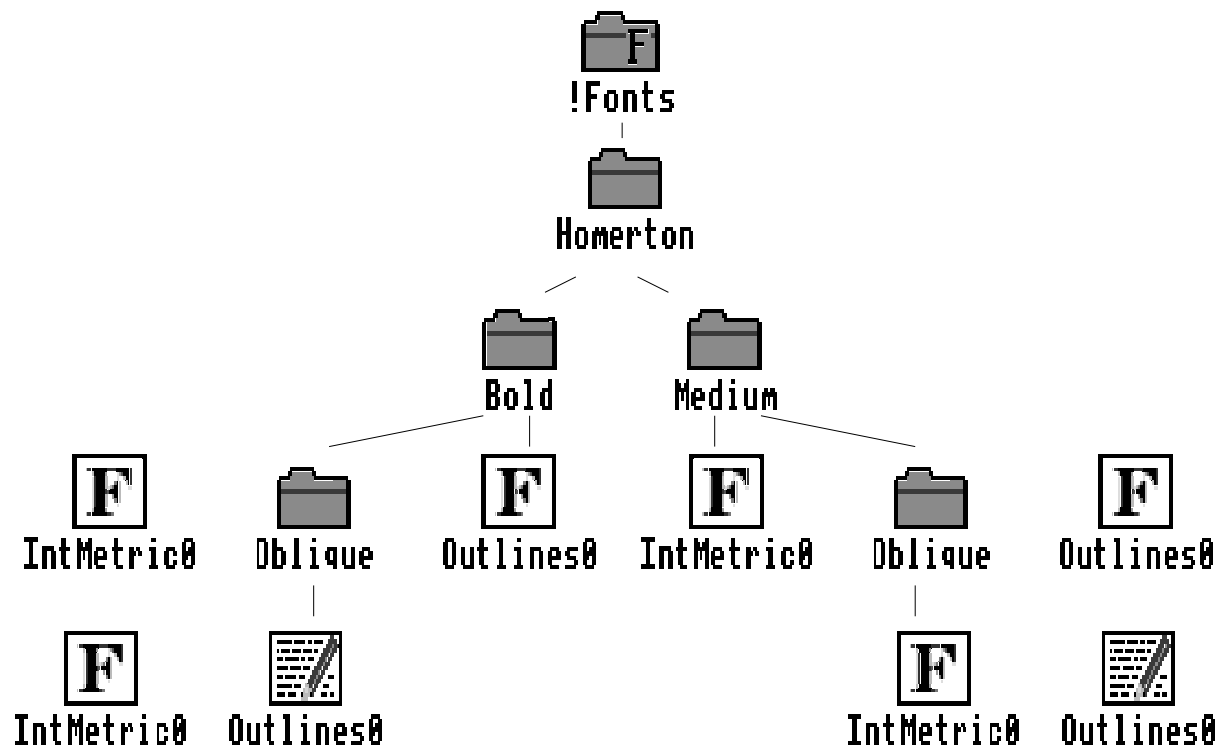 !Fonts
Homerton
Bold Medium
IntMetric0 Oblique Outlines0 IntMetric0 Oblique Outlines0
IntMetric0 Outlines0 IntMetric0 Outlines0